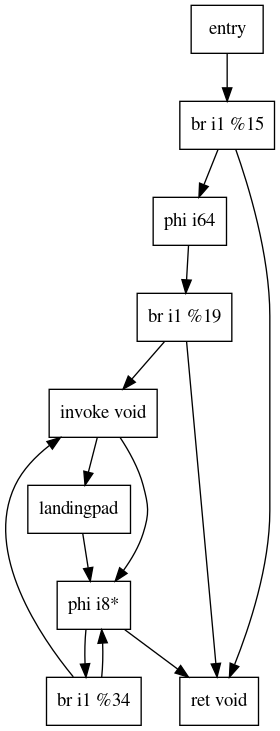 entry
br i1 %15
phi i64
br i1 %19
invoke void
landingpad
phi i8*
br i1 %34
ret void